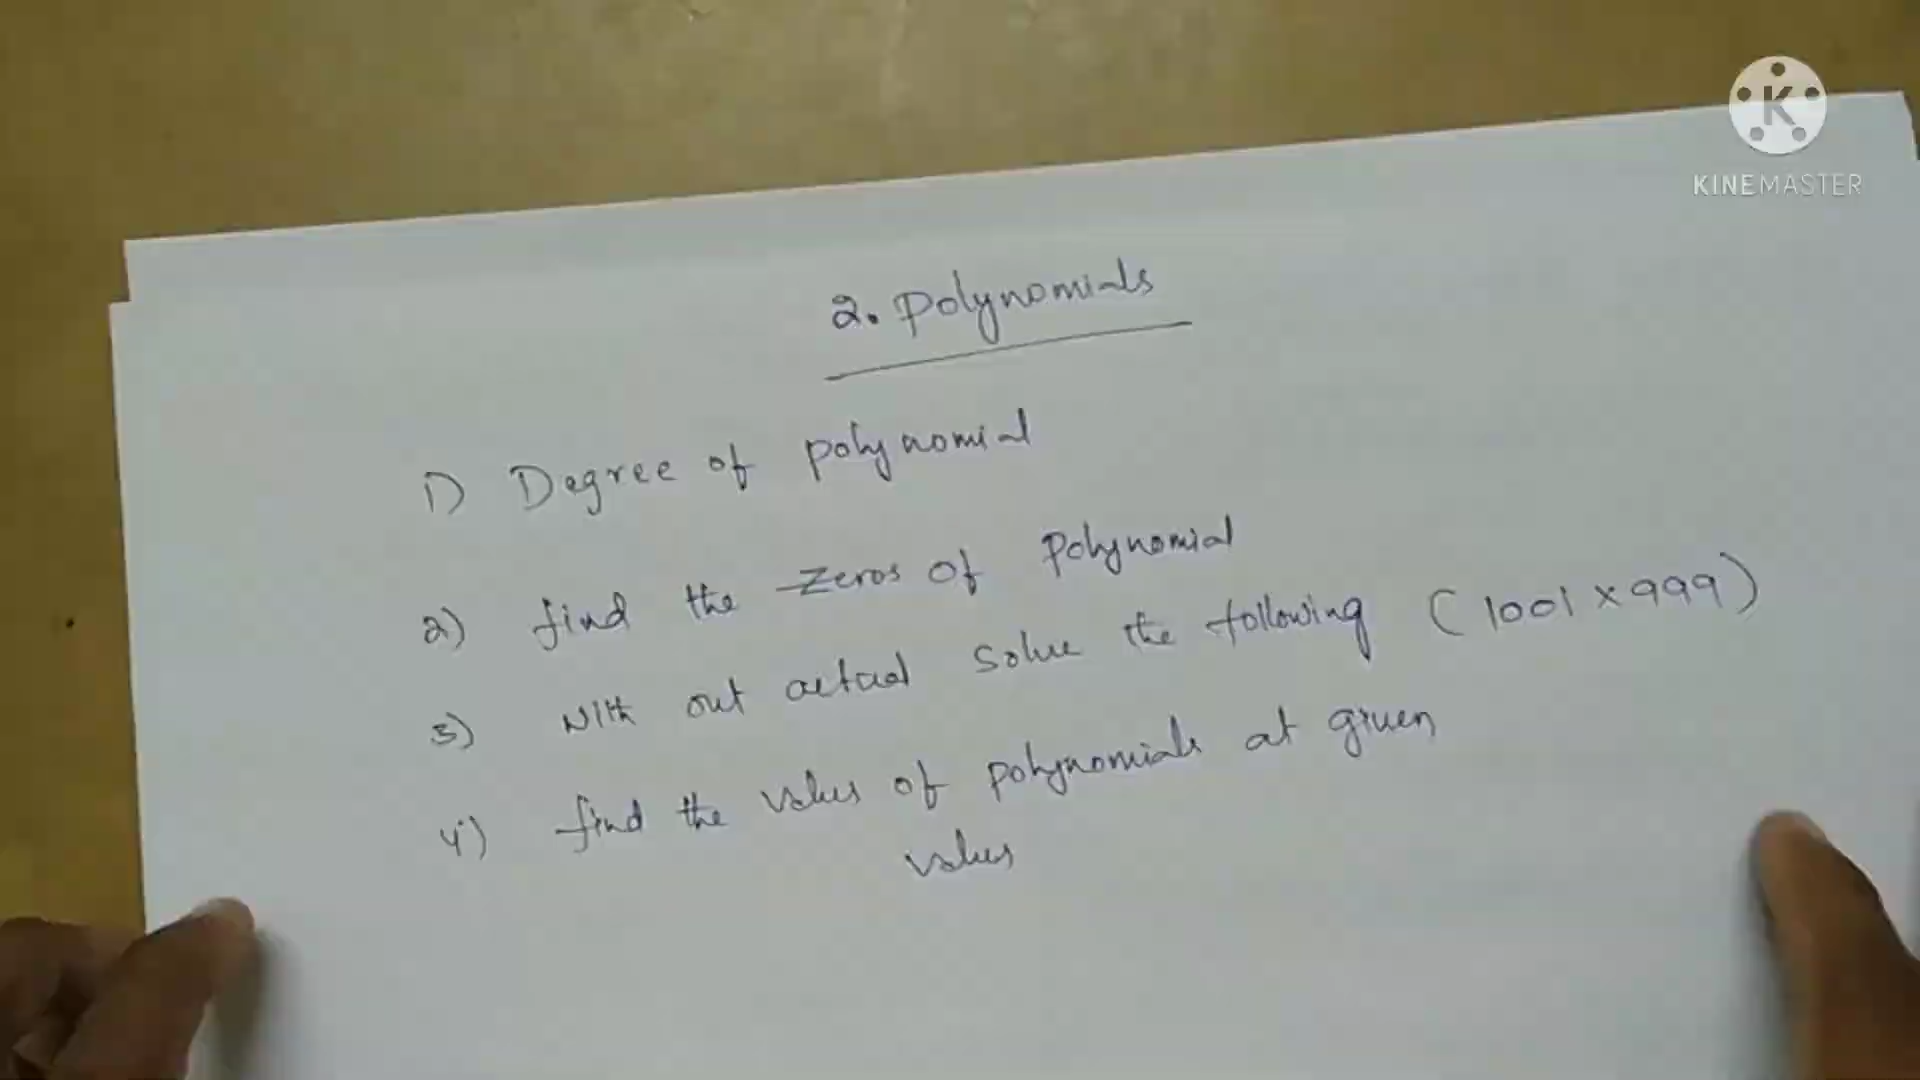 K
KINEMASTER
2. Polynomials
1) Degree of polynomial
2) find the zeros of polynomial
3) With out actual solve the following (1001 x 999)
4) find the values of polynomials at given
values